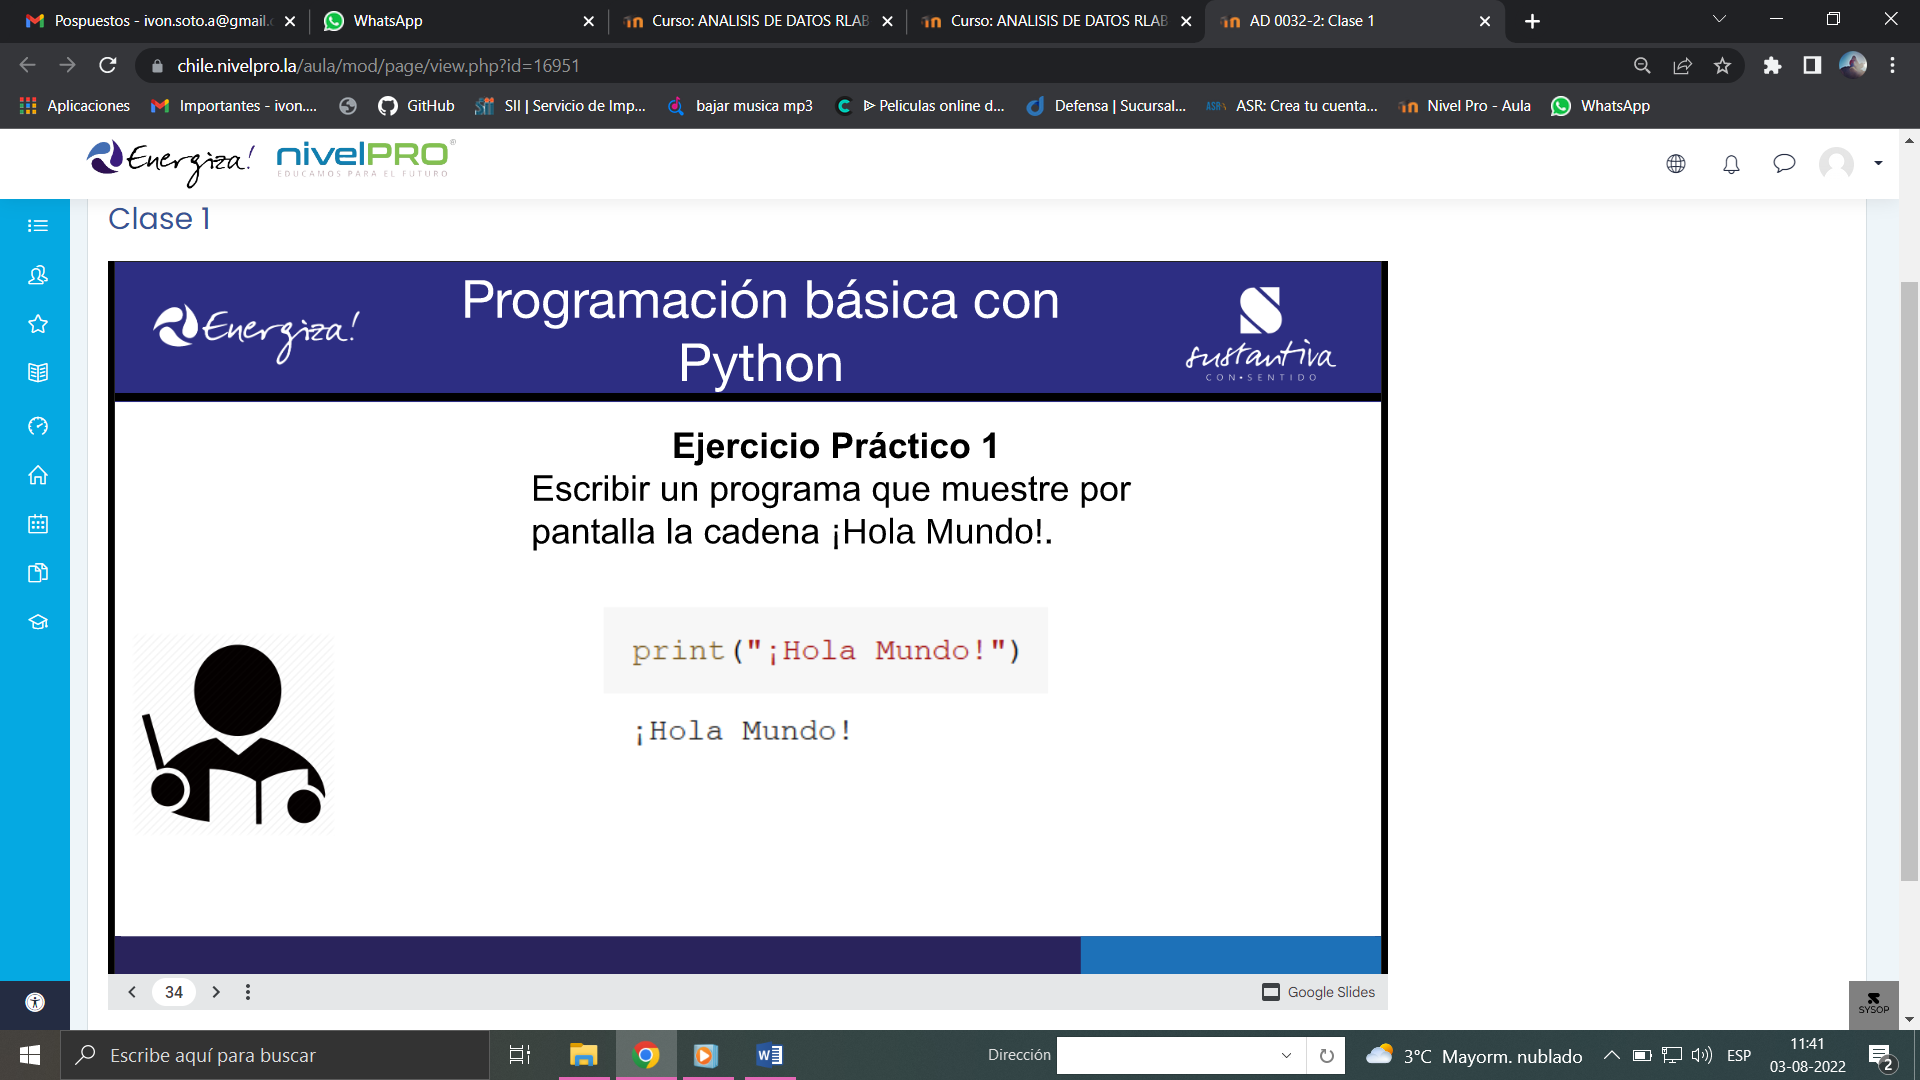 Pospuestos - ivon.soto.a@gmail.c
WhatsApp
Curso: ANALISIS DE DATOS RLAB
Curso: ANALISIS DE DATOS RLAB
AD 0032-2: Clase 1
chile.nivelpro.la/aula/mod/page/view.php?id=16951
Aplicaciones
Importantes - ivon....
GitHub
SII | Servicio de Imp...
bajar musica mp3
Peliculas online d...
Defensa | Sucursal...
ASR: Crea tu cuenta...
Nivel Pro - Aula
WhatsApp
Energiza!
nivelPRO
EDUCAMOS PARA EL FUTURO
Clase 1
Energiza!
Programación básica con
Python
sustantiva
CON•SENTIDO
Ejercicio Práctico 1
Escribir un programa que muestre por
pantalla la cadena ¡Hola Mundo!.
print("¡Hola Mundo!")
¡Hola Mundo!
34
Google Slides
SYSOP
Escribe aquí para buscar
Dirección
3°C Mayorm. nublado
ESP
11:41
03-08-2022
2